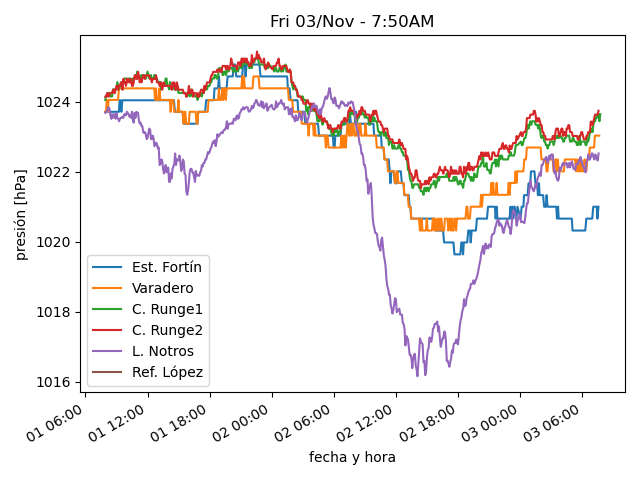 Fri 03/Nov - 7:50AM
presión [hPa]
1024
1022
1020
1018
1016
Est. Fortín
Varadero
C. Runge1
C. Runge2
L. Notros
Ref. López
01 06:00
01 12:00
01 18:00
02 00:00
02 06:00
02 12:00
02 18:00
03 00:00
03 06:00
fecha y hora